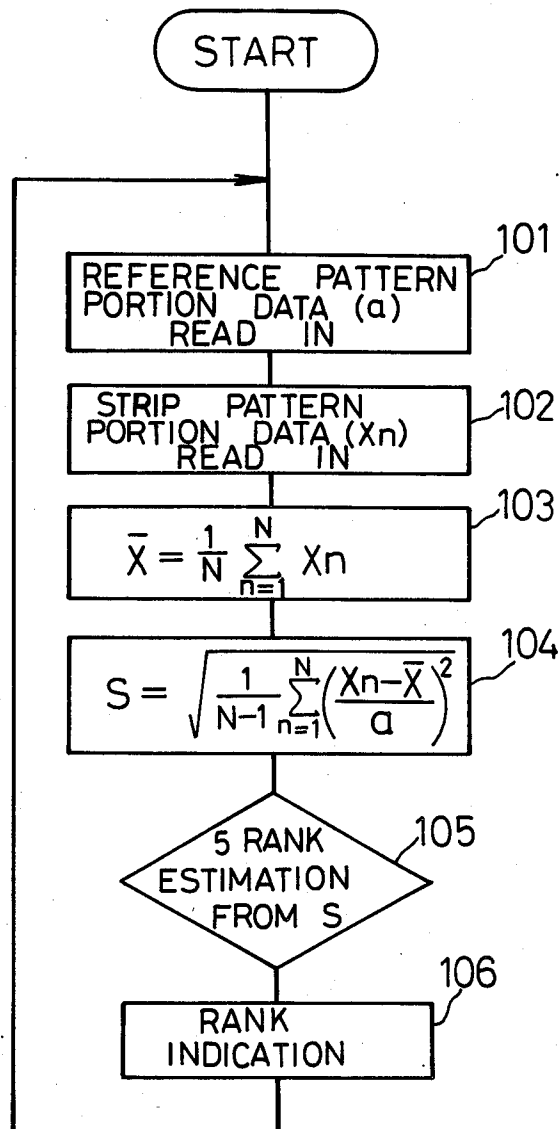 START
101
REFERENCE PATTERN
PORTION DATA (a)
READ IN
102
STRIP PATTERN
PORTION DATA (Xn)
READ IN
103
X̄ = 1/N Σ_{n=1}^{N} Xn
104
S = √(1/(N-1) Σ_{n=1}^{N} ((Xn-X̄)/a)²)
105
5 RANK
ESTIMATION
FROM S
106
RANK
INDICATION